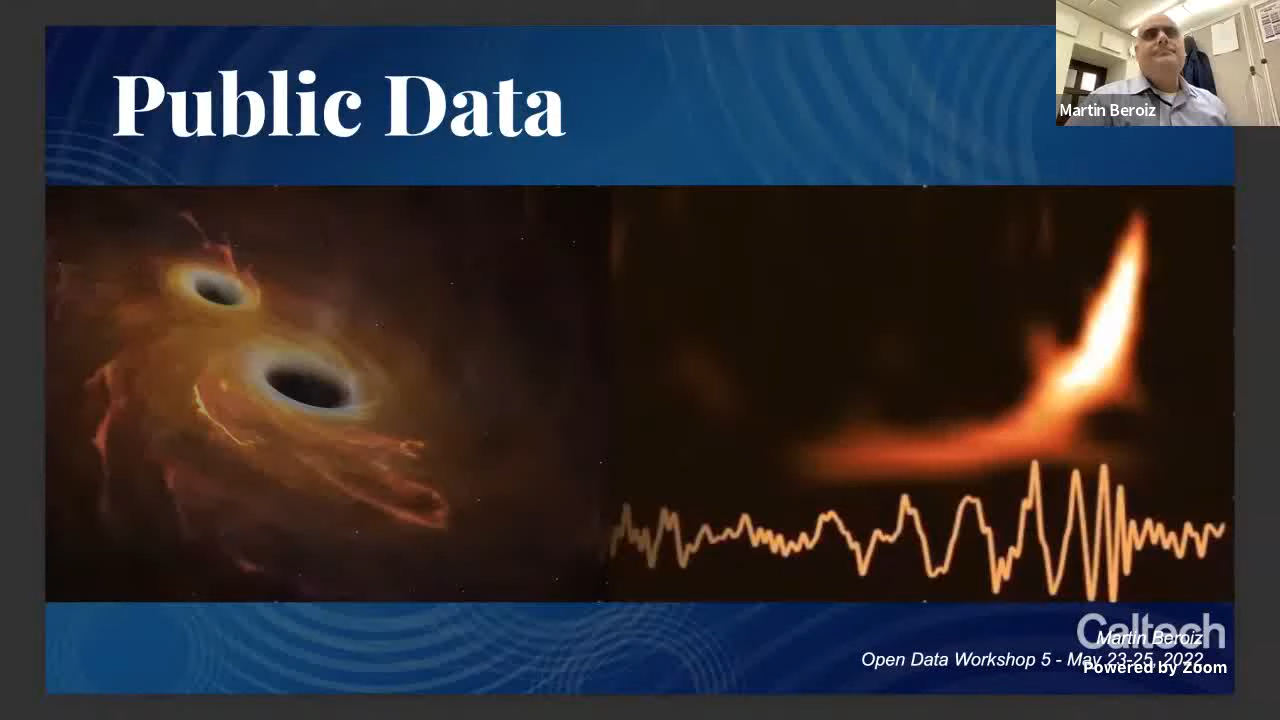 Public Data
Martin Beroiz
Caltech
Martin Beroiz
Open Data Workshop 5 - May 23-25, 2022
Powered by Zoom